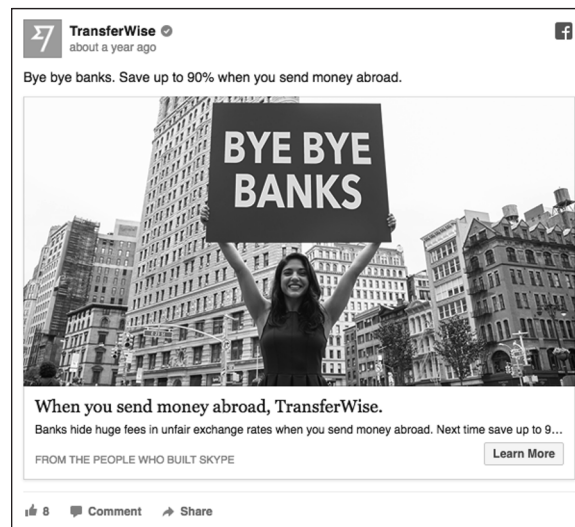 TransferWise
about a year ago
Bye bye banks. Save up to 90% when you send money abroad.
BYE BYE
BANKS
When you send money abroad, TransferWise.
Banks hide huge fees in unfair exchange rates when you send money abroad. Next time save up to 9...
FROM THE PEOPLE WHO BUILT SKYPE
Learn More
8 Comment Share